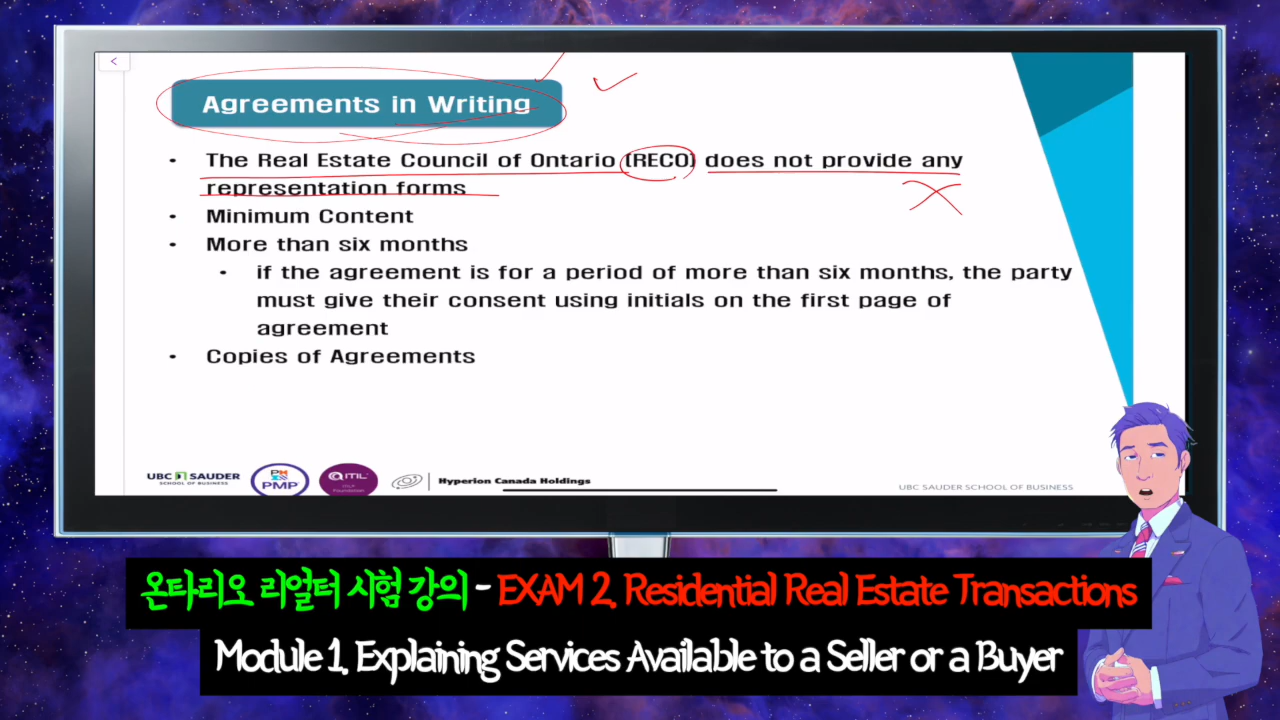 Agreements in Writing
• The Real Estate Council of Ontario (RECO) does not provide any
representation forms
• Minimum Content
• More than six months
• if the agreement is for a period of more than six months, the party
must give their consent using initials on the first page of
agreement
• Copies of Agreements
UBC SAUDER
SCHOOL OF BUSINESS
PMP
ITIL
Foundation
Hyperion Canada Holdings
UBC SAUDER SCHOOL OF BUSINESS
온타리오 리얼터 시험 강의 - EXAM 2, Residential Real Estate Transactions
Module 1, Explaining Services Available to a Seller or a Buyer